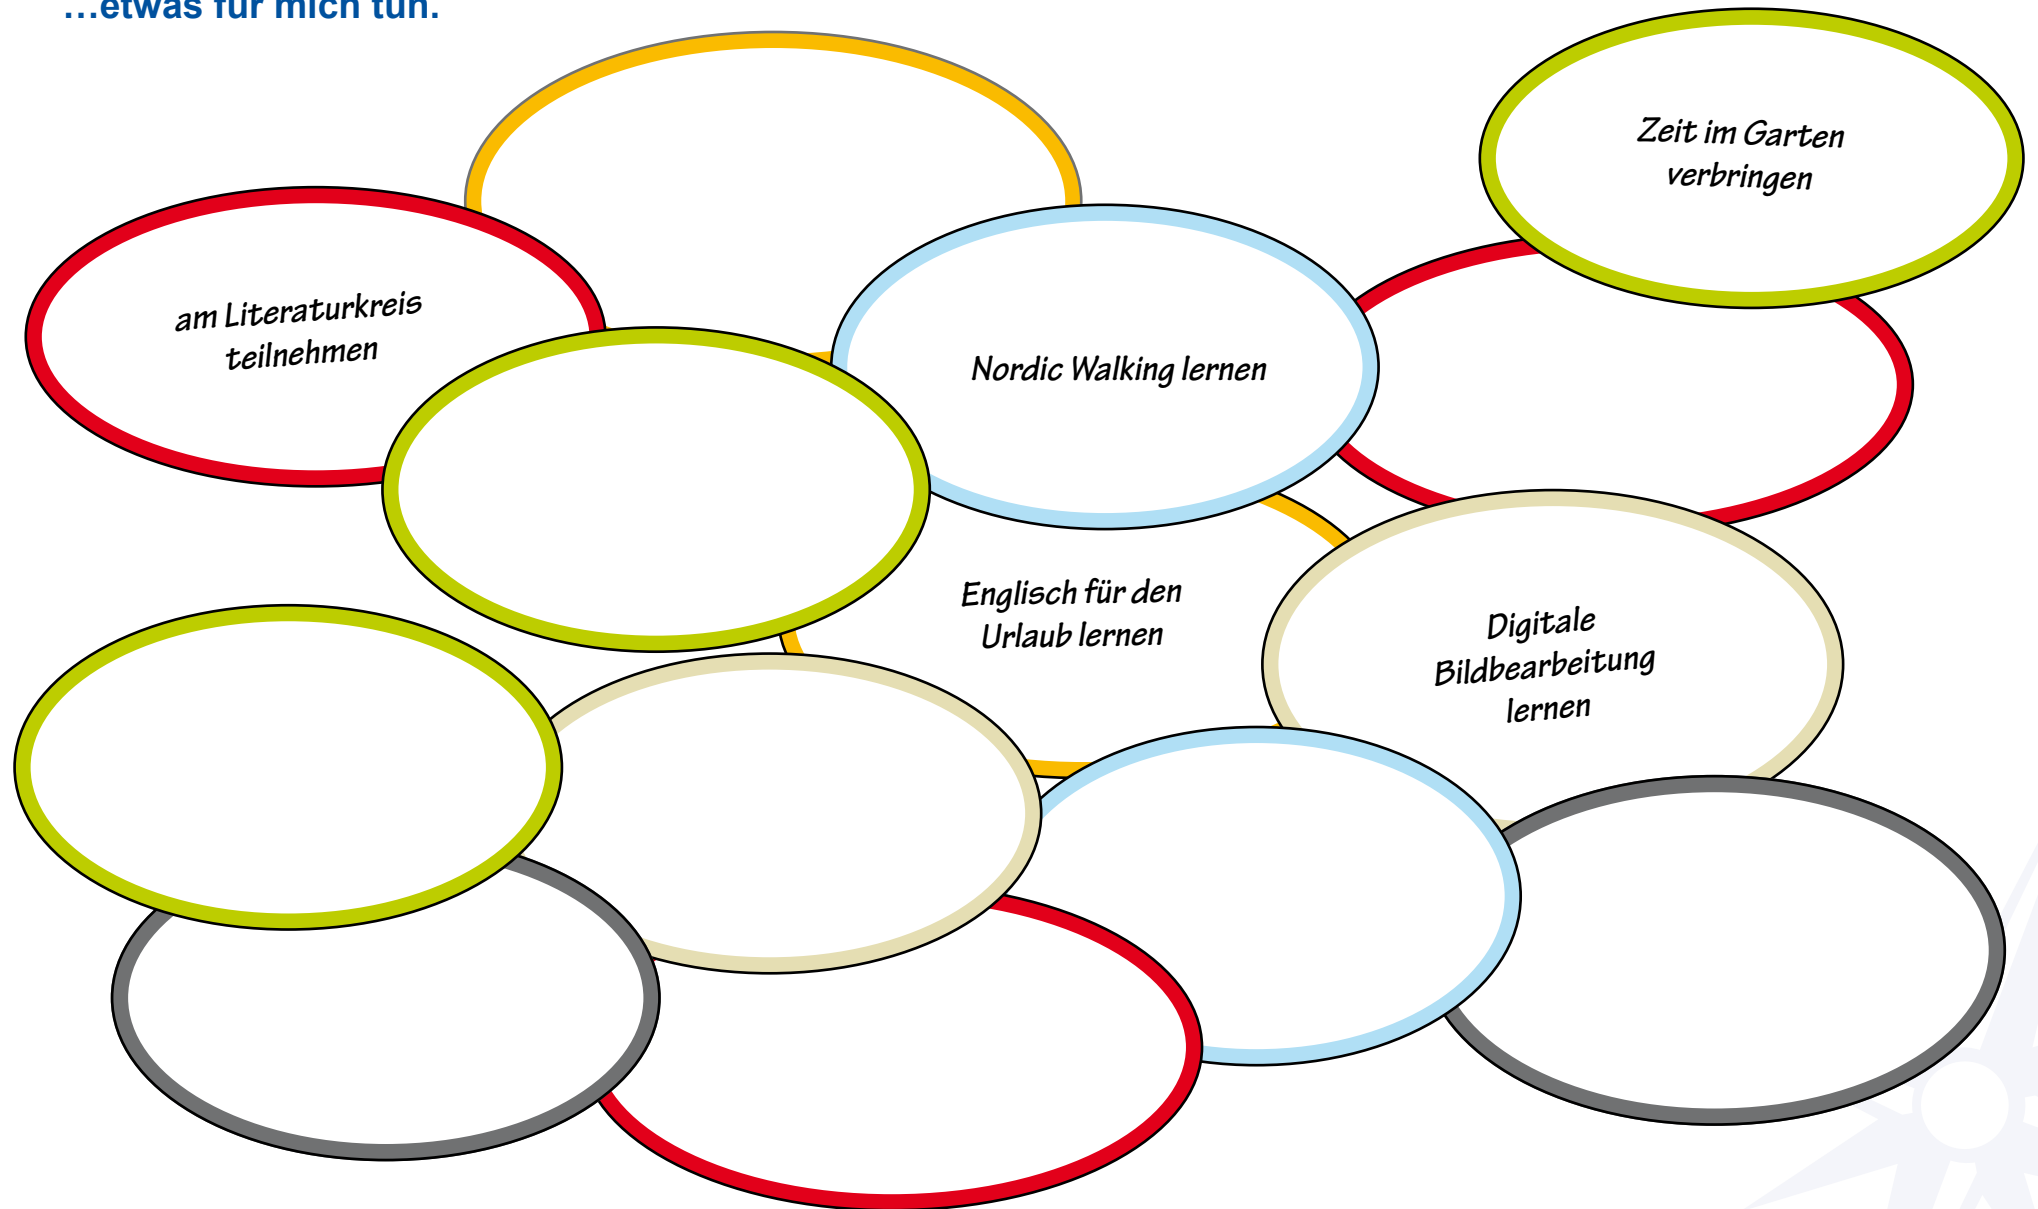 …etwas für mich tun.
Zeit im Garten
verbringen
am Literaturkreis
teilnehmen
Nordic Walking lernen
Englisch für den
Urlaub lernen
Digitale
Bildbearbeitung
lernen